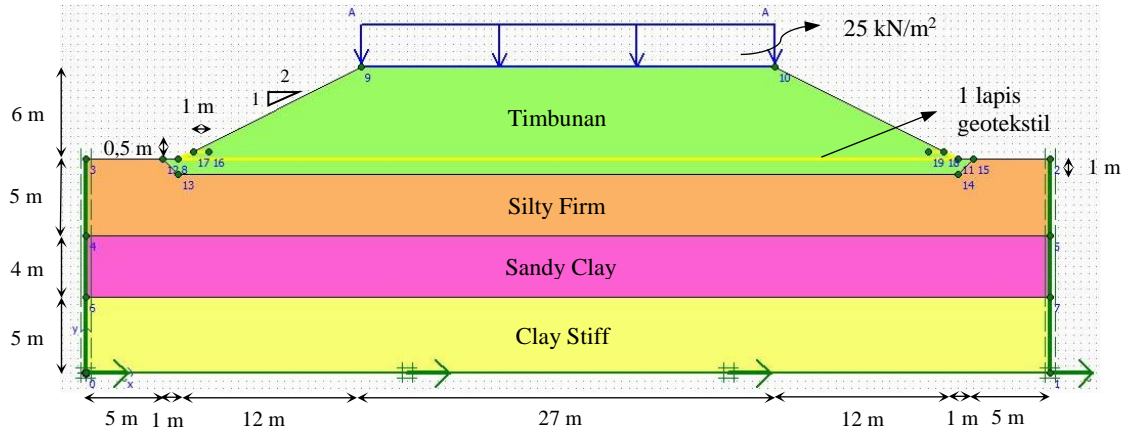 A
A
25 kN/m²
9
10
2
1
1 m
6 m
Timbunan
1 lapis
geotekstil
0,5 m
3
12
8
17
16
19
18
11
15
2
1 m
13
14
5 m
Silty Firm
4
5
4 m
Sandy Clay
6
7
5 m
Clay Stiff
y
0
x
1
5 m
1 m
12 m
27 m
12 m
1 m
5 m